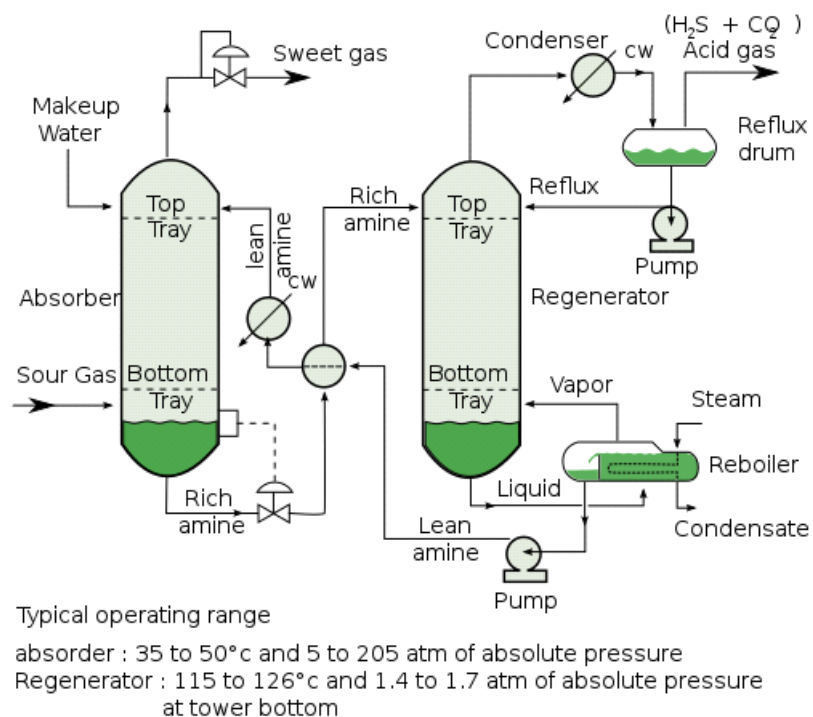 (H2S + CO2 )
Acid gas
Condenser
cw
Sweet gas
Makeup
Water
Reflux
drum
Top
Tray
lean
amine
Rich
amine
Top
Tray
Reflux
Pump
cw
Absorber
Regenerator
Sour Gas
Bottom
Tray
Bottom
Tray
Vapor
Steam
Reboiler
Liquid
Rich
amine
Lean
amine
Condensate
Pump
Typical operating range
absorder : 35 to 50°c and 5 to 205 atm of absolute pressure
Regenerator : 115 to 126°c and 1.4 to 1.7 atm of absolute pressure
at tower bottom